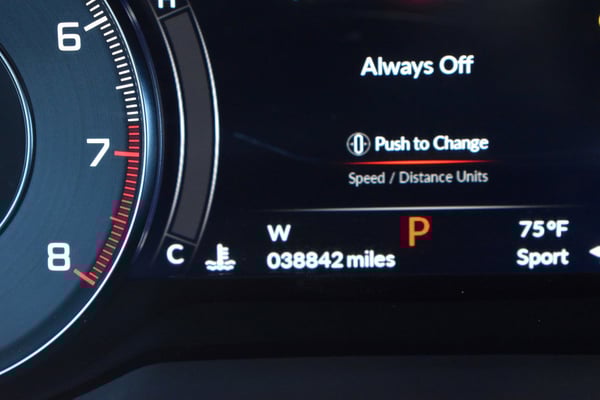 6
7
8
H
C
Always Off
Push to Change
Speed / Distance Units
W P 75°F
038842 miles Sport